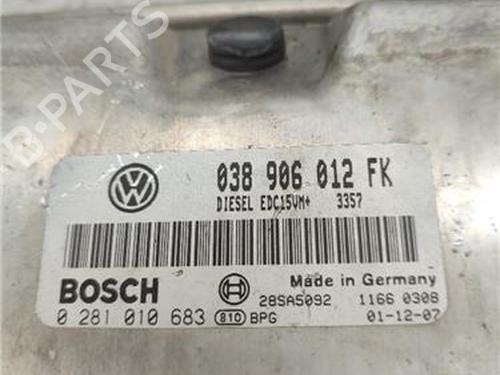 B-PARTS
038 906 012 FK
DIESEL EDC15VM+ 3357
BOSCH
Made in Germany
28SA5092 1166 0308
0 281 010 683 810 BPG 01-12-07